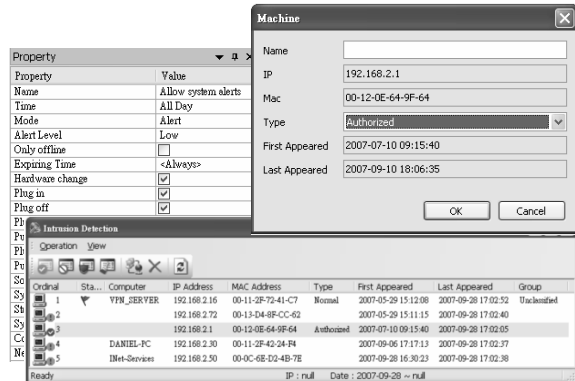 Machine
Name
IP 192.168.2.1
Mac 00-12-0E-64-9F-64
Type Authorized
First Appeared 2007-07-10 09:15:40
Last Appeared 2007-09-10 18:06:35
OK Cancel
Property
Property Value
Name Allow system alerts
Time All Day
Mode Alert
Alert Level Low
Only offline
Expiring Time <Always>
Hardware change
Plug in
Plug off
Intrusion Detection
Operation View
Ordinal Sta... Computer IP Address MAC Address Type First Appeared Last Appeared Group
1 VPN_SERVER 192.168.2.16 00-11-2F-72-41-C7 Normal 2007-05-29 15:12:08 2007-09-28 17:02:52 Unclassified
2 192.168.2.72 00-13-D4-8F-CC-62 2007-05-29 15:11:15 2007-09-28 17:02:40
3 192.168.2.1 00-12-0E-64-9F-64 Authorized 2007-07-10 09:15:40 2007-09-28 17:02:05
4 DANIEL-PC 192.168.2.30 00-11-2F-42-24-F4 2007-09-06 17:17:13 2007-09-28 17:02:37
5 INet-Services 192.168.2.50 00-0C-6E-D2-4B-7E 2007-09-28 16:30:23 2007-09-28 17:02:38
Ready IP : null Date : 2007-09-28 ~ null